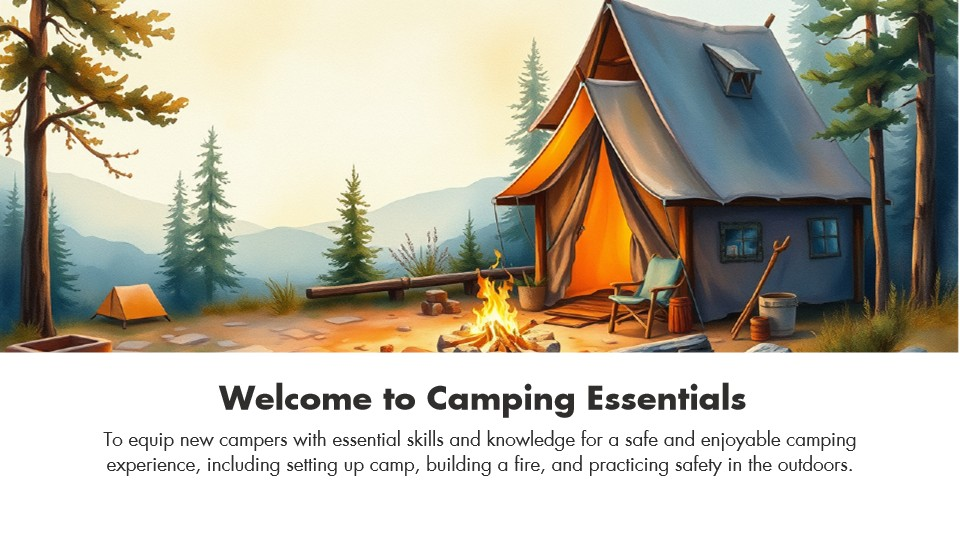 Welcome to Camping Essentials
To equip new campers with essential skills and knowledge for a safe and enjoyable camping
experience, including setting up camp, building a fire, and practicing safety in the outdoors.